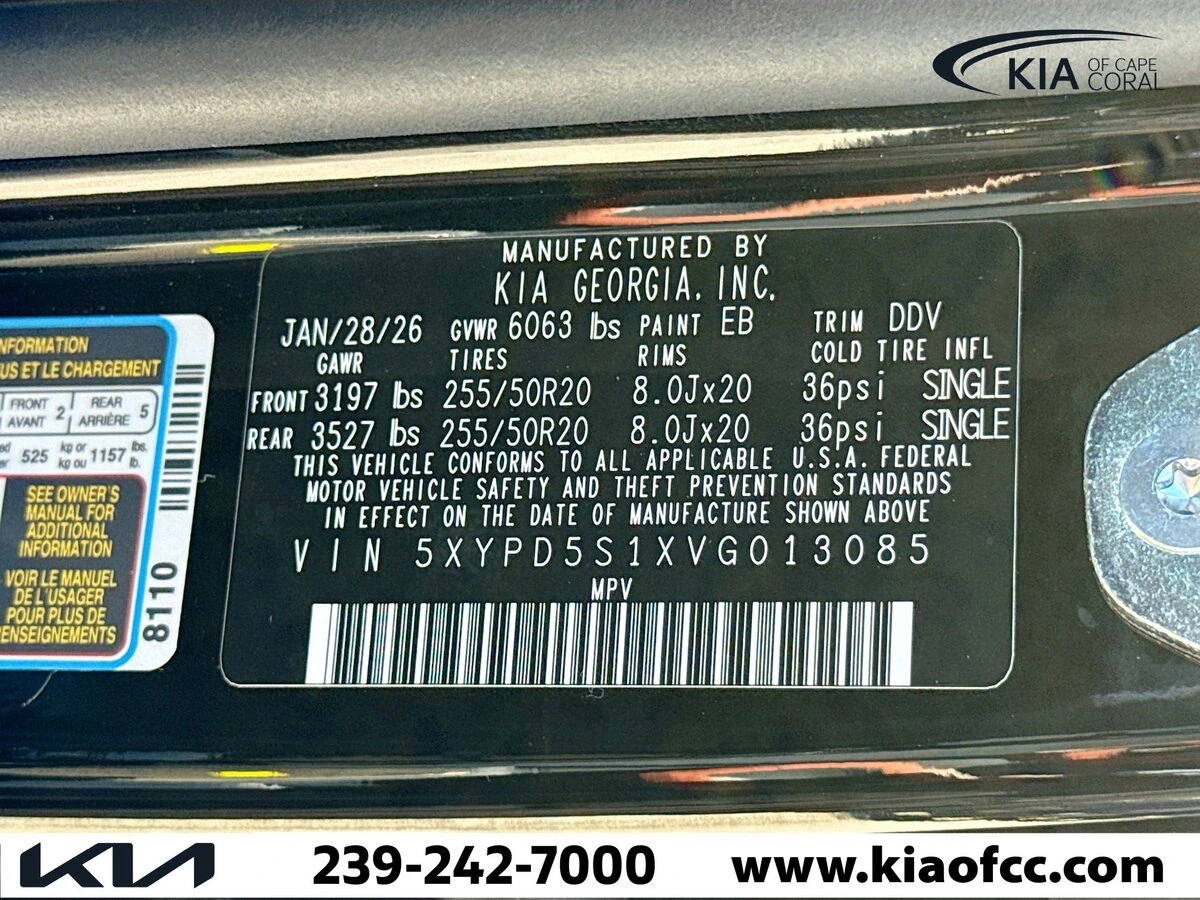 KIA OF CAPE CORAL
MANUFACTURED BY
KIA GEORGIA, INC.
JAN/28/26 GVWR 6063 lbs PAINT EB TRIM DDV
GAWR TIRES RIMS COLD TIRE INFL
FRONT 3197 lbs 255/50R20 8.0Jx20 36psi SINGLE
REAR 3527 lbs 255/50R20 8.0Jx20 36psi SINGLE
THIS VEHICLE CONFORMS TO ALL APPLICABLE U.S.A. FEDERAL
MOTOR VEHICLE SAFETY AND THEFT PREVENTION STANDARDS
IN EFFECT ON THE DATE OF MANUFACTURE SHOWN ABOVE
VIN 5XYPD5S1XVG013085
MPV
US ET LE CHARGEMENT
FRONT AVANT 2 REAR ARRIÈRE 5
525 kg or kg ou 1157 lbs. lb.
SEE OWNER'S
MANUAL FOR
ADDITIONAL
INFORMATION
VOIR LE MANUEL
DE L'USAGER
POUR PLUS DE
RENSEIGNEMENTS
8110
KIA
239-242-7000
www.kiaofcc.com